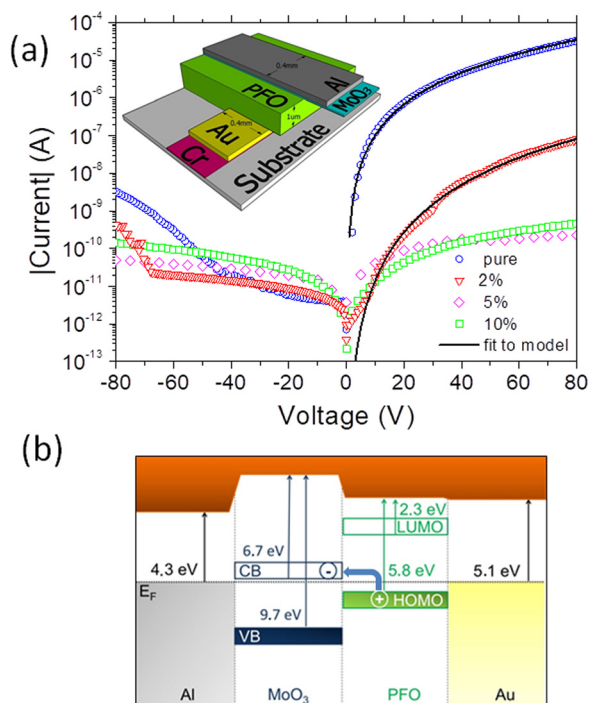 (a)
|Current| (A)
10⁻⁴
10⁻⁵
10⁻⁶
10⁻⁷
10⁻⁸
10⁻⁹
10⁻¹⁰
10⁻¹¹
10⁻¹²
10⁻¹³
0.4mm
PFO
Al
MoO₃
1um
Au
0.4mm
Cr
Substrate
pure
2%
5%
10%
fit to model
-80 -60 -40 -20 0 20 40 60 80
Voltage (V)
(b)
2.3 eV
LUMO
6.7 eV
4.3 eV
CB
-
5.8 eV
5.1 eV
E_F
+
HOMO
9.7 eV
VB
Al MoO₃ PFO Au